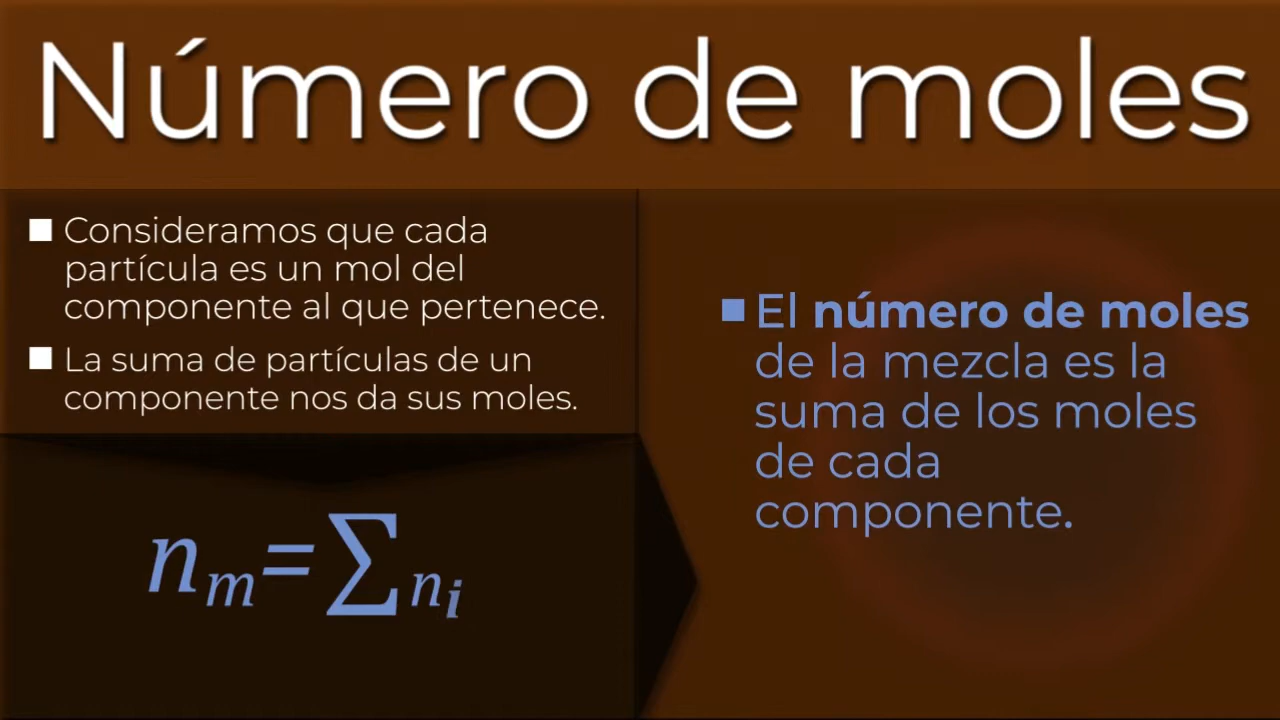 Número de moles
■ Consideramos que cada
partícula es un mol del
componente al que pertenece.
■ La suma de partículas de un
componente nos da sus moles.
n_m=∑n_i
■ El número de moles
de la mezcla es la
suma de los moles
de cada
componente.